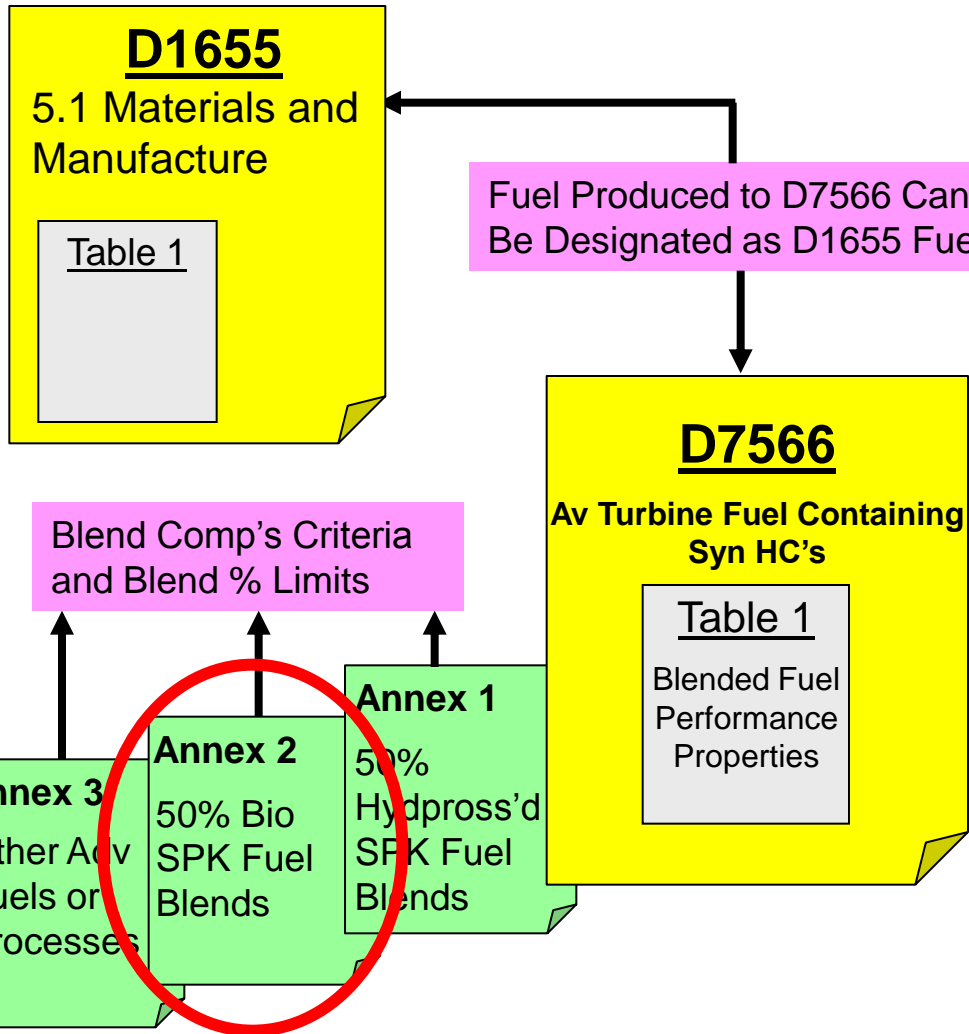 D1655
5.1 Materials and
Manufacture
Table 1
Fuel Produced to D7566 Can
Be Designated as D1655 Fue
D7566
Av Turbine Fuel Containing
Syn HC's
Table 1
Blended Fuel
Performance
Properties
Blend Comp's Criteria
and Blend % Limits
Annex 1
50%
Hydpross'd
SPK Fuel
Blends
Annex 2
50% Bio
SPK Fuel
Blends
nnex 3
ther Adv
uels or
rocesses